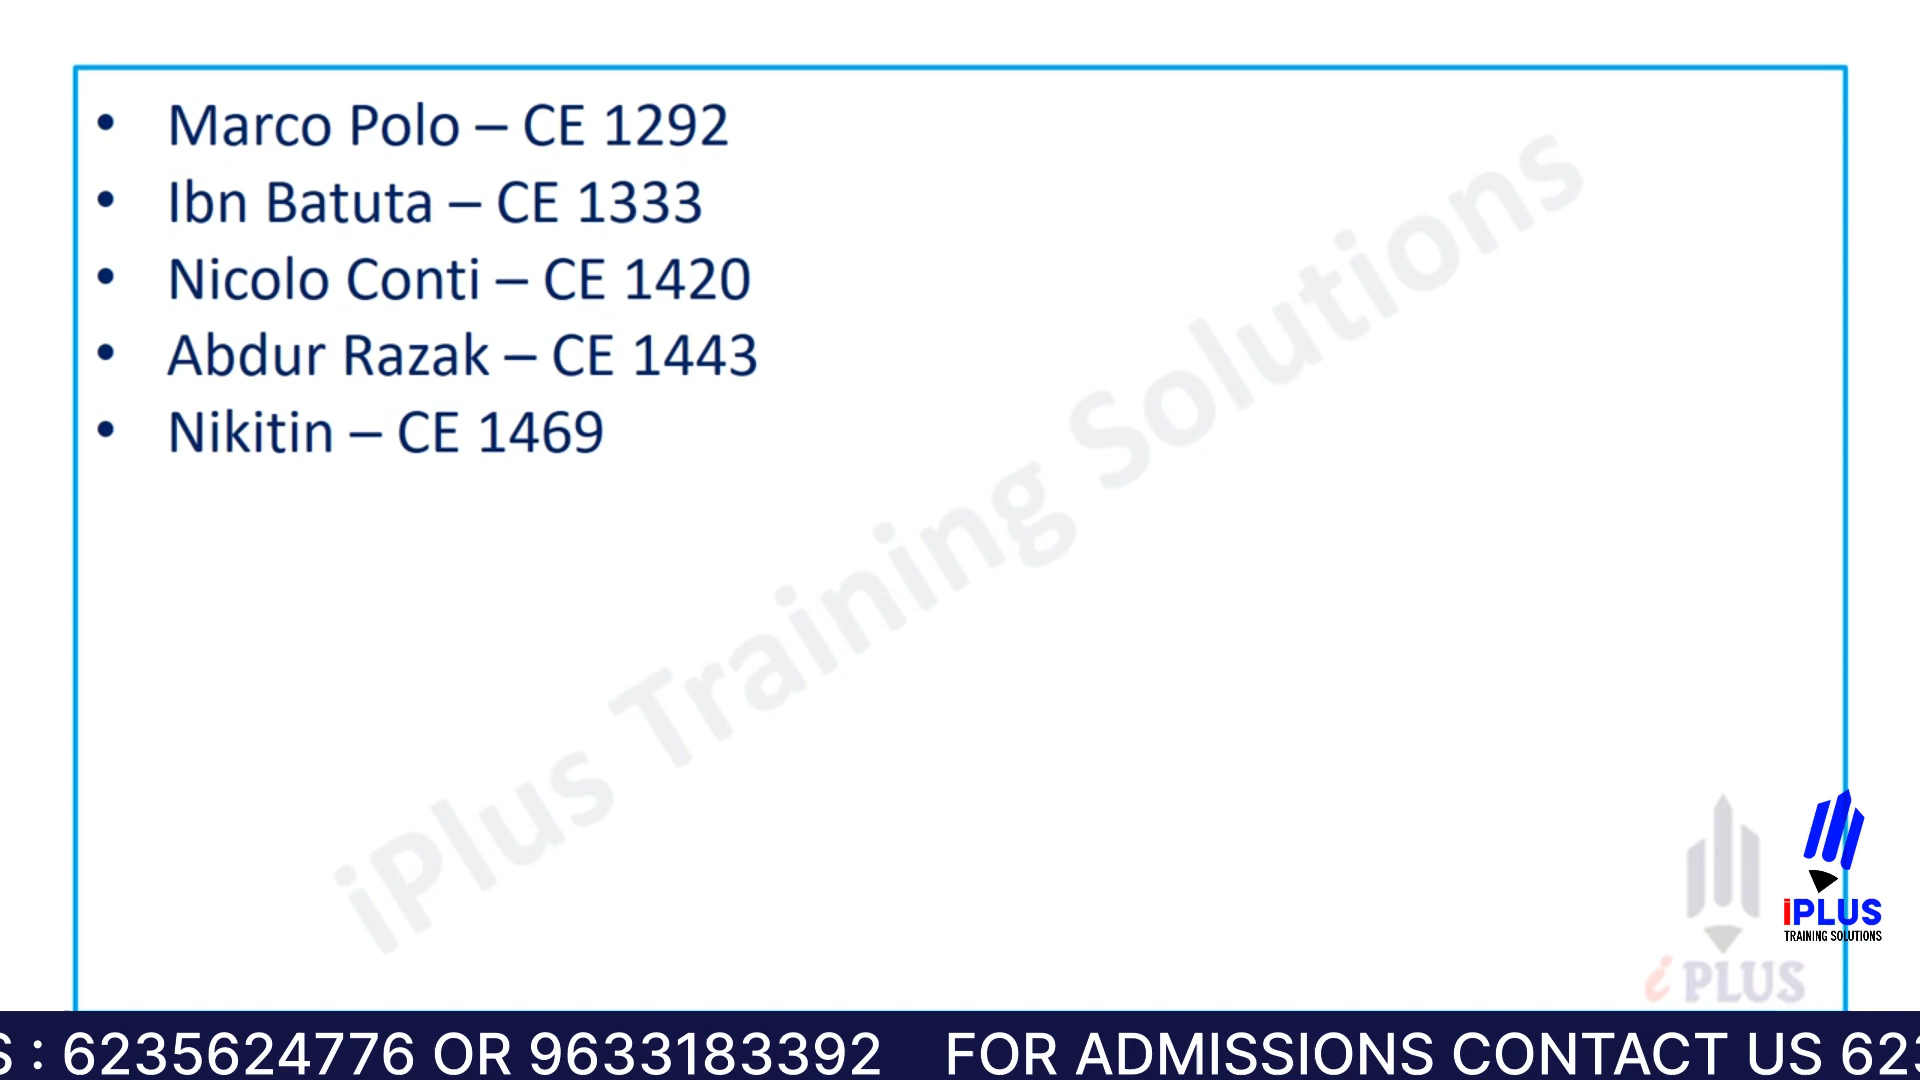 • Marco Polo – CE 1292
• Ibn Batuta – CE 1333
• Nicolo Conti – CE 1420
• Abdur Razak – CE 1443
• Nikitin – CE 1469
iPlus Training Solutions
iPLUS
TRAINING SOLUTIONS
i PLUS
S : 6235624776 OR 9633183392 FOR ADMISSIONS CONTACT US 623